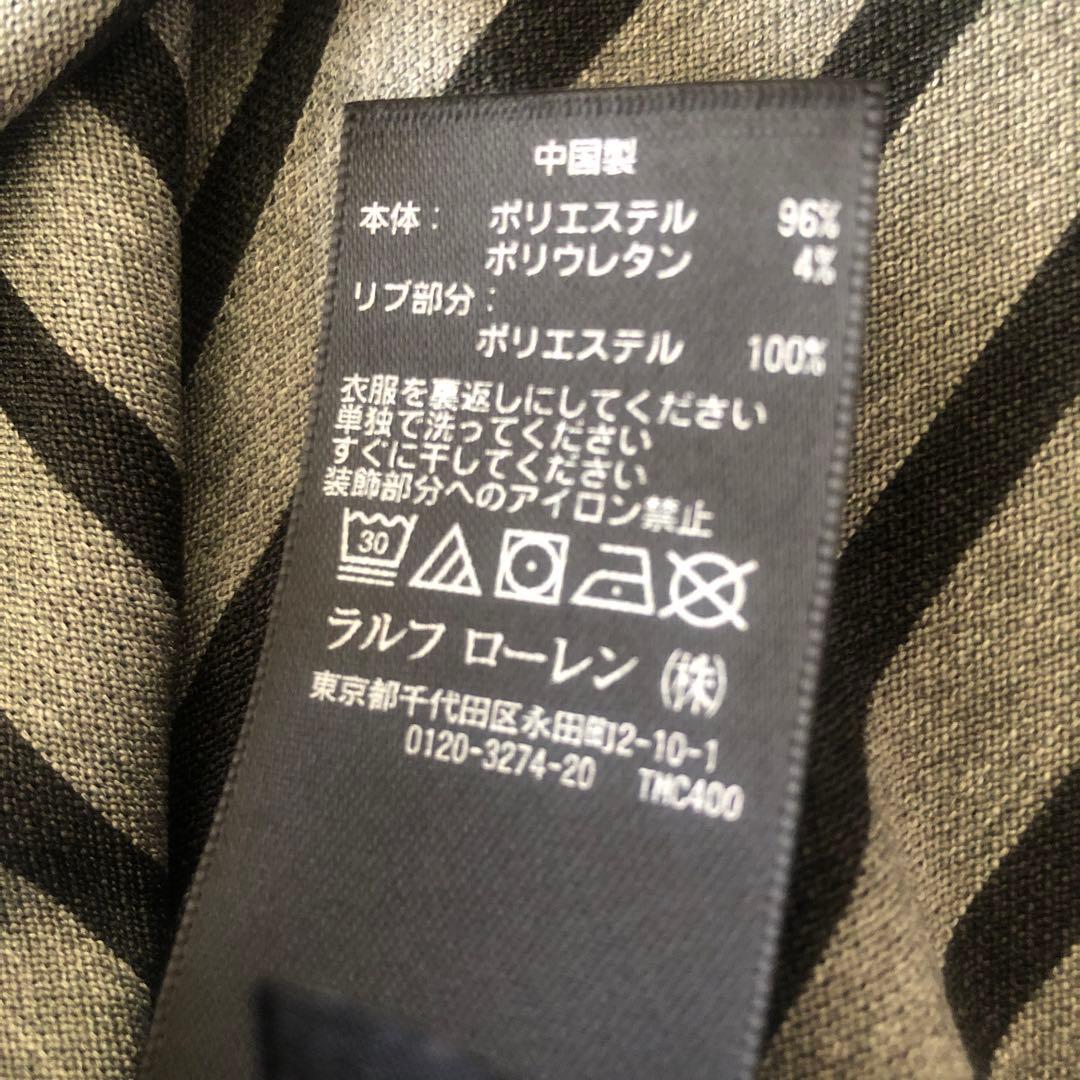 中国製
本体: ポリエステル 96%
ポリウレタン 4%
リブ部分:
ポリエステル 100%
衣服を裏返しにしてください
単独で洗ってください
すぐに干してください
装飾部分へのアイロン禁止
30
ラルフ ローレン ㈱
東京都千代田区永田町2-10-1
0120-3274-20 TMC400